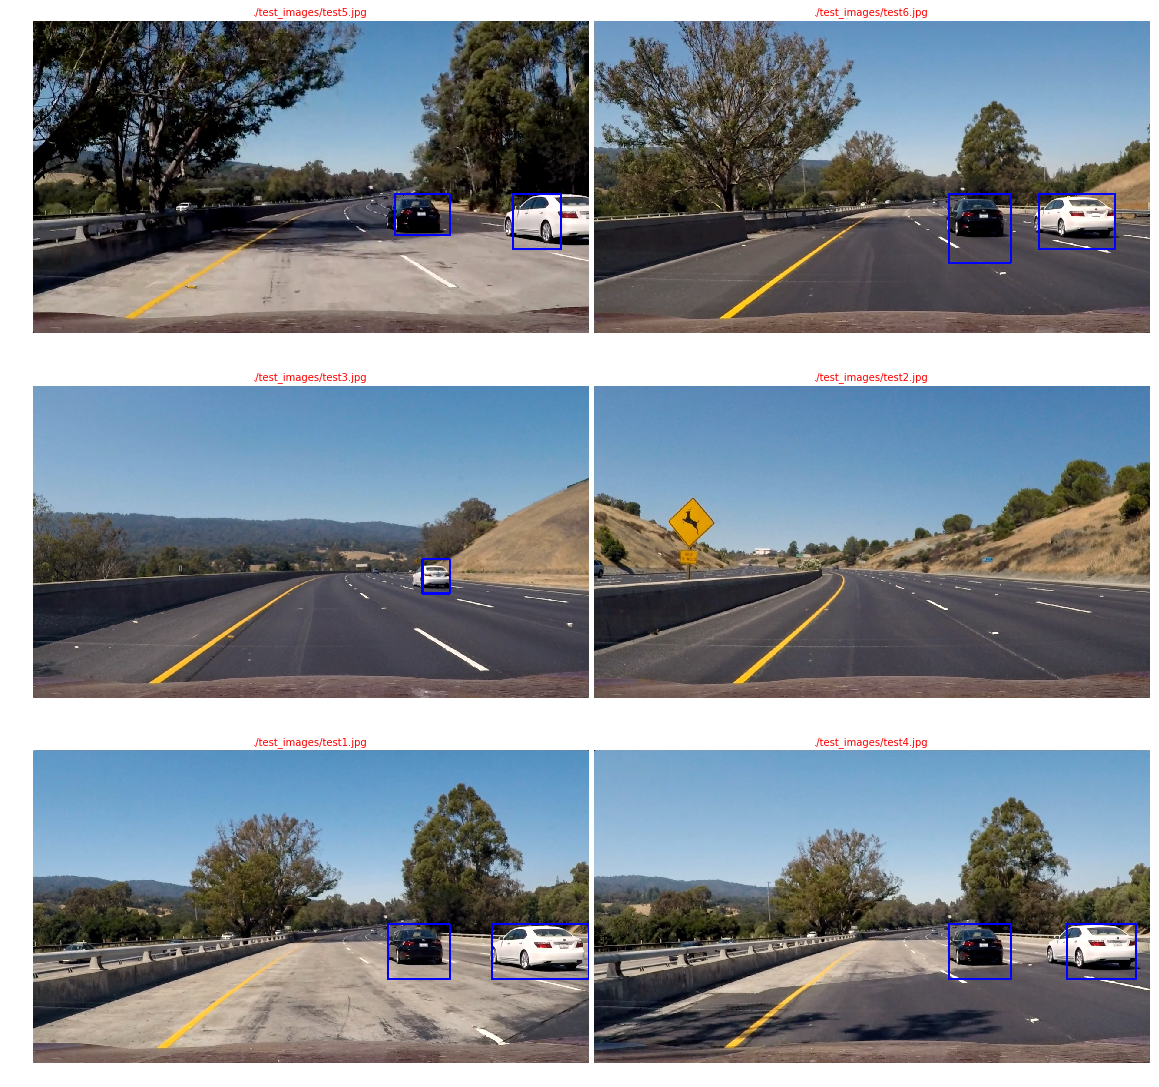 ./test_images/test5.jpg
./test_images/test6.jpg
./test_images/test3.jpg
./test_images/test2.jpg
./test_images/test1.jpg
./test_images/test4.jpg